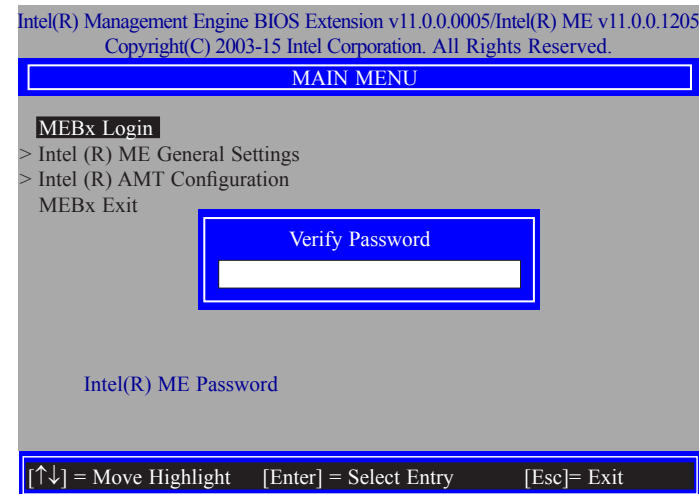 Intel(R) Management Engine BIOS Extension v11.0.0.0005/Intel(R) ME v11.0.0.1205
Copyright(C) 2003-15 Intel Corporation. All Rights Reserved.
MAIN MENU
MEBx Login
> Intel (R) ME General Settings
> Intel (R) AMT Configuration
MEBx Exit
Verify Password
Intel(R) ME Password
[↑↓] = Move Highlight [Enter] = Select Entry [Esc]= Exit